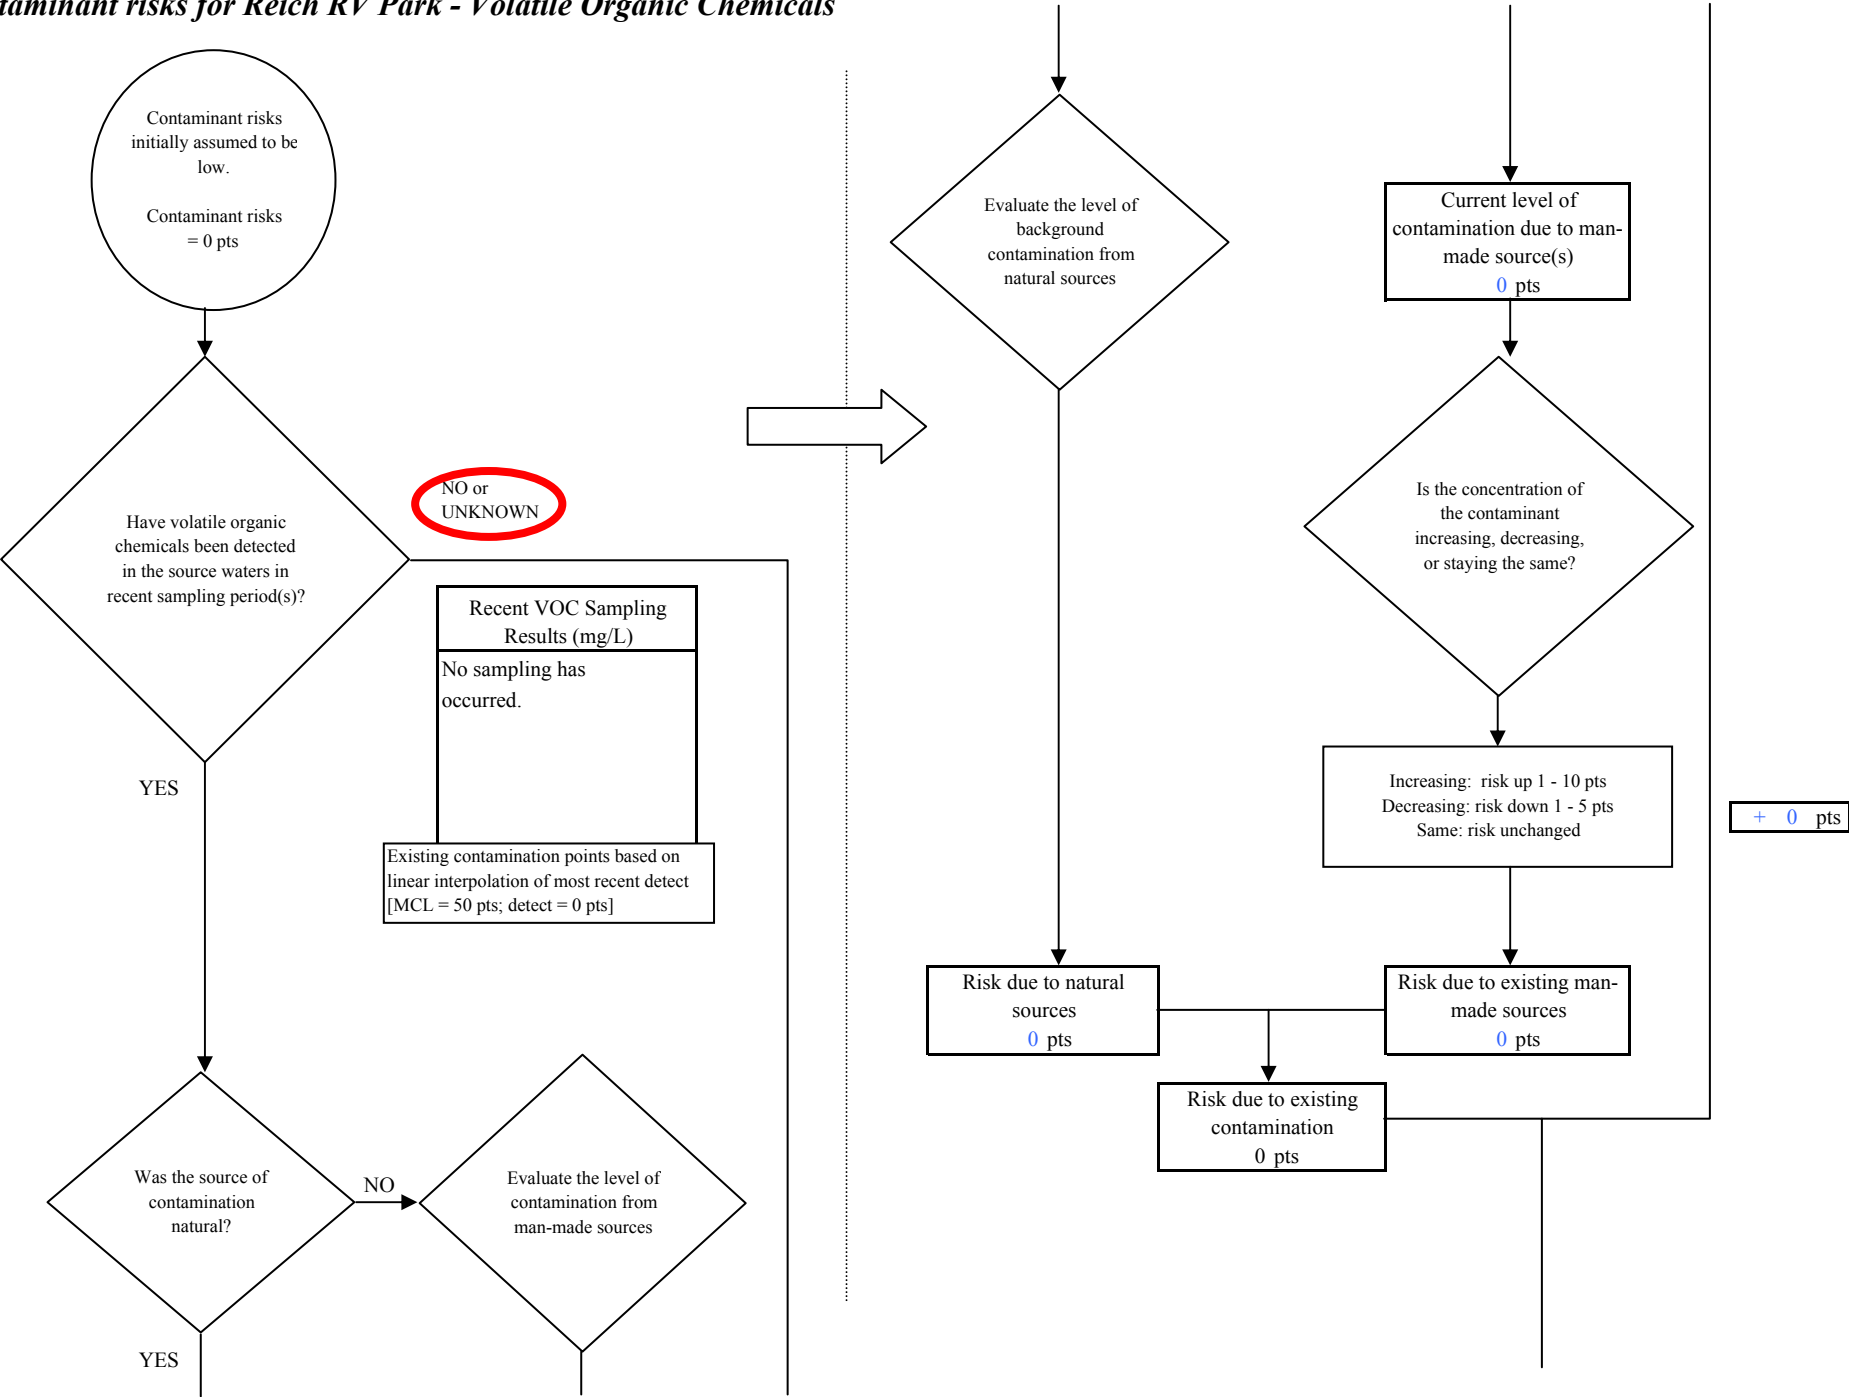 taminant risks for Reich RV Park - Volatile Organic Chemicals
Contaminant risks
initially assumed to be
low.
Contaminant risks
= 0 pts
Have volatile organic
chemicals been detected
in the source waters in
recent sampling period(s)?
NO or
UNKNOWN
Recent VOC Sampling
Results (mg/L)
No sampling has
occurred.
Existing contamination points based on
linear interpolation of most recent detect
[MCL = 50 pts; detect = 0 pts]
YES
Was the source of
contamination
natural?
NO
Evaluate the level of
contamination from
man-made sources
YES
Evaluate the level of
background
contamination from
natural sources
Current level of
contamination due to man-
made source(s)
0 pts
Is the concentration of
the contaminant
increasing, decreasing,
or staying the same?
Increasing: risk up 1 - 10 pts
Decreasing: risk down 1 - 5 pts
Same: risk unchanged
+ 0 pts
Risk due to natural
sources
0 pts
Risk due to existing man-
made sources
0 pts
Risk due to existing
contamination
0 pts